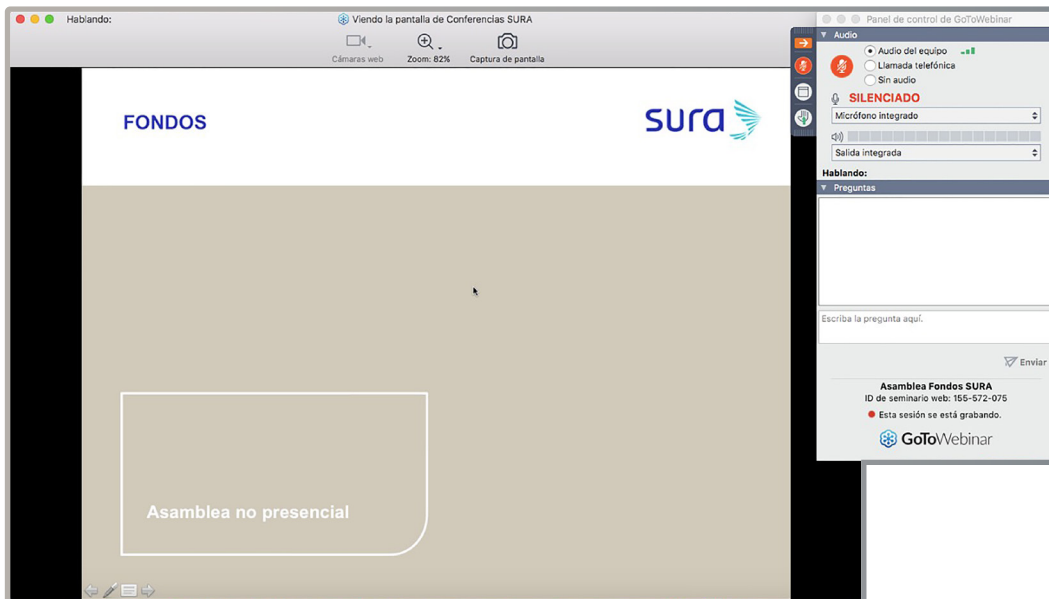 Hablando:
Viendo la pantalla de Conferencias SURA
Cámaras web
Zoom: 82%
Captura de pantalla
FONDOS
sura
Asamblea no presencial
Panel de control de GoToWebinar
Audio
Audio del equipo
Llamada telefónica
Sin audio
SILENCIADO
Micrófono integrado
Salida integrada
Hablando:
Preguntas
Escriba la pregunta aquí.
Enviar
Asamblea Fondos SURA
ID de seminario web: 155-572-075
Esta sesión se está grabando.
GoToWebinar